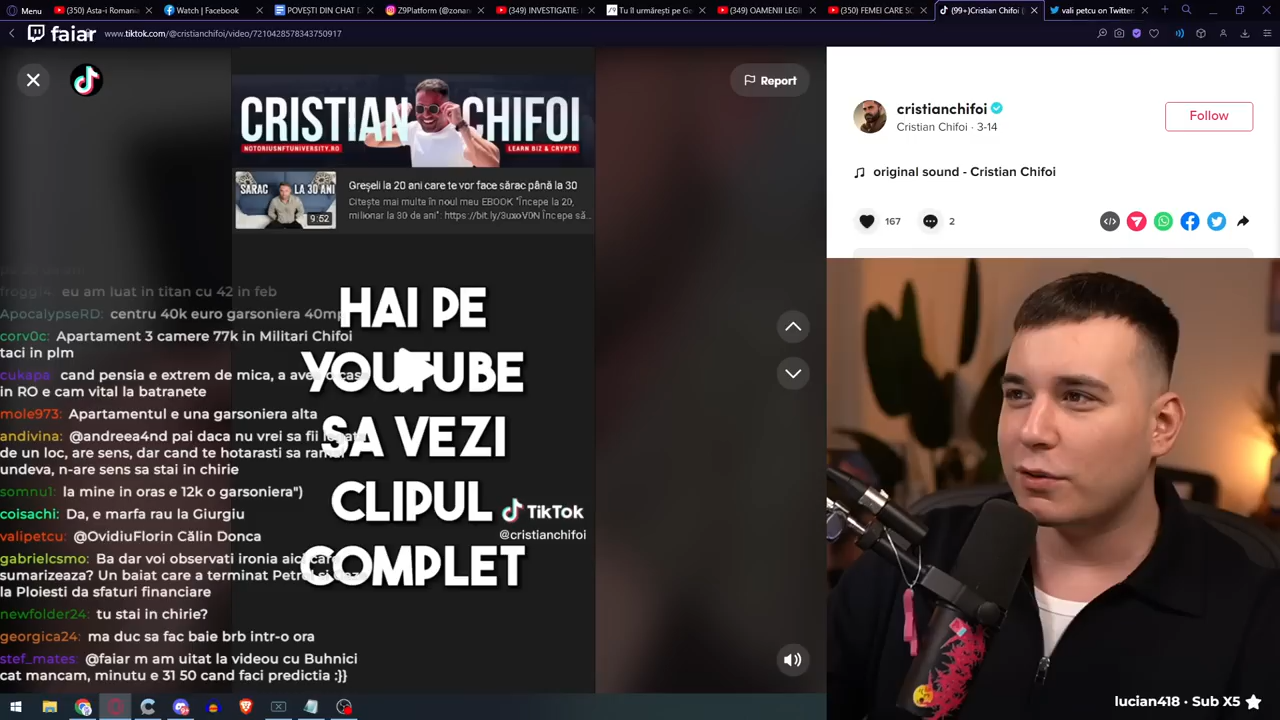 Menu
(350) Asta-i Romania
Watch | Facebook
POVEȘTI DIN CHAT
Z9Platform (@zonan
(349) INVESTIGATIE:
Tu îl urmărești pe Ge
(349) OAMENII LEGI
(350) FEMEI CARE S
(99+)Cristian Chifoi (
vali petcu on Twitter
faiar
www.tiktok.com/@cristianchifoi/video/7210428578343750917
Report
CRISTIAN CHIFOI
NOTORIUSNFTUNIVERSITY.RO
LEARN BIZ & CRYPTO
SARAC LA 30 ANI
9:52
Greșeli la 20 ani care te vor face sărac până la 30
Citește mai multe în noul meu EBOOK "Începe la 20,
milionar la 30 de ani" https://bit.ly/3uxoV0N Începe să...
HAI PE
YOUTUBE
SA VEZI
CLIPUL
COMPLET
TikTok
@cristianchifoi
cristianchifoi
Cristian Chifoi · 3-14
Follow
original sound - Cristian Chifoi
167
2
eu am luat in titan cu 42 in feb
ApocalypseRD: centru 40k euro garsoniera 40mp
corv0c: Apartament 3 camere 77k in Militari Chifoi
taci in plm
cukapa: cand pensia e extrem de mica, a avea o cas
in RO e cam vital la batranete
mole973: Apartamentul e una garsoniera alta
andivina: @andreea4nd pai daca nu vrei sa fii legat
de un loc, are sens, dar cand te hotarasti sa ramai
undeva, n-are sens sa stai in chirie
somnu1: la mine in oras e 12k o garsoniera")
coisachi: Da, e marfa rau la Giurgiu
valipetcu: @OvidiuFlorin Călin Donca
gabrielcsmo: Ba dar voi observati ironia aici care
sumarizeaza? Un baiat care a terminat Petrol si Gaze
la Ploiesti da sfaturi financiare
newfolder24: tu stai in chirie?
georgica24: ma duc sa fac baie brb intr-o ora
stef_mates: @faiar m am uitat la videou cu Buhnici
cat mancam, minutu e 31 50 cand faci predictia :}}
lucian418 · Sub X5